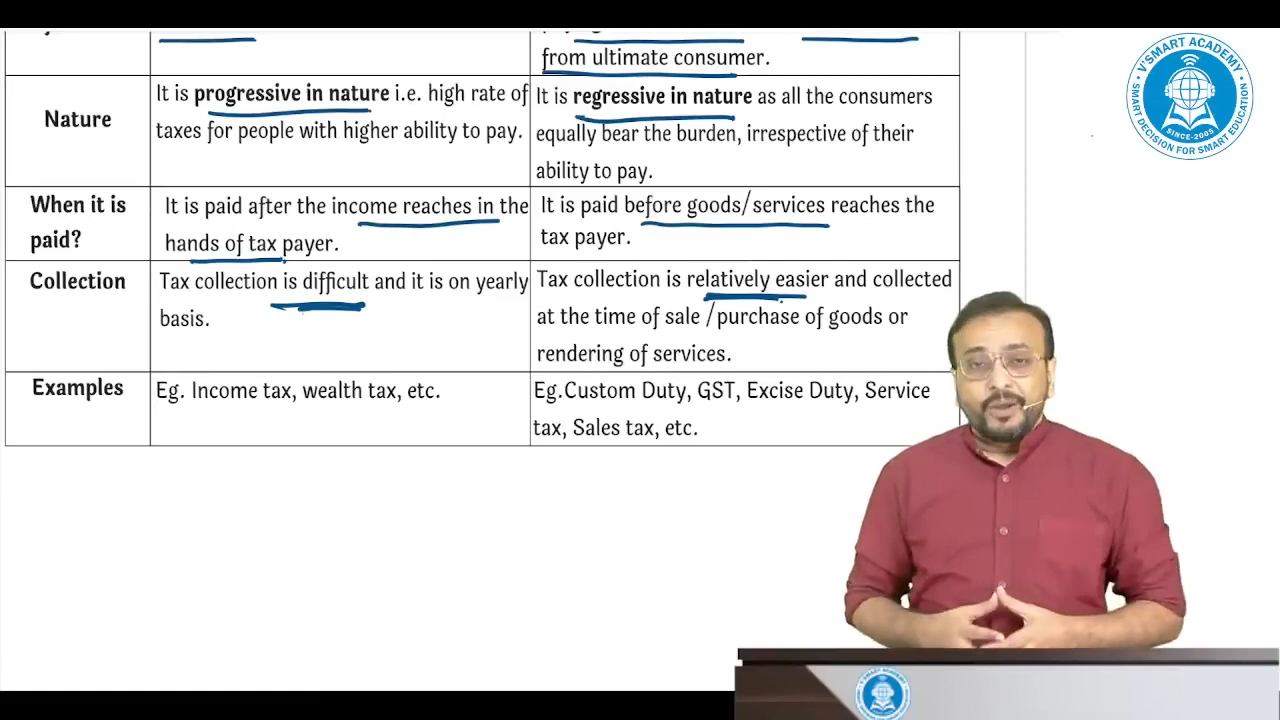 from ultimate consumer.
Nature
It is progressive in nature i.e. high rate of
taxes for people with higher ability to pay.
It is regressive in nature as all the consumers
equally bear the burden, irrespective of their
ability to pay.
When it is
paid?
It is paid after the income reaches in the
hands of tax payer.
It is paid before goods/services reaches the
tax payer.
Collection
Tax collection is difficult and it is on yearly
basis.
Tax collection is relatively easier and collected
at the time of sale /purchase of goods or
rendering of services.
Examples
Eg. Income tax, wealth tax, etc.
Eg.Custom Duty, GST, Excise Duty, Service
tax, Sales tax, etc.
V'SMART ACADEMY
SINCE-2005
SMART DECISION FOR SMART EDUCATION